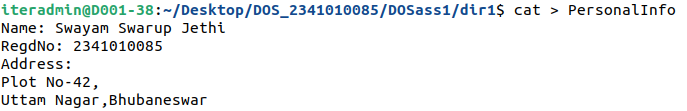 iteradmin@D001-38:~/Desktop/DOS_2341010085/DOSass1/dir1$ cat > PersonalInfo
Name: Swayam Swarup Jethi
RegdNo: 2341010085
Address:
Plot No-42,
Uttam Nagar,Bhubaneswar